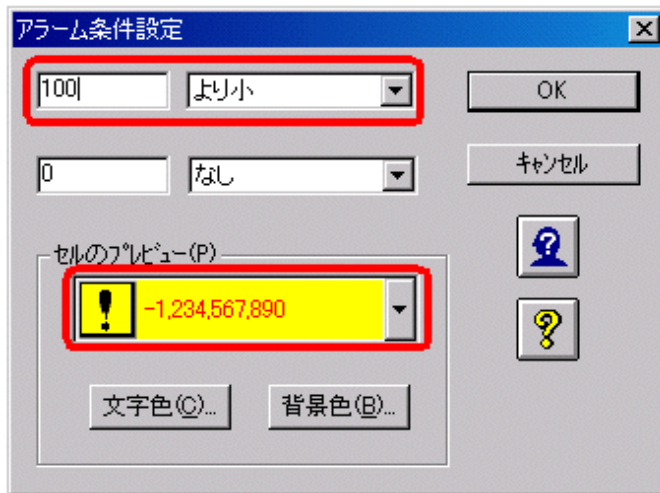 アラーム条件設定
100 より小 OK
0 なし キャンセル
セルのプレビュー(P)
-1,234,567,890
文字色(C)... 背景色(B)...